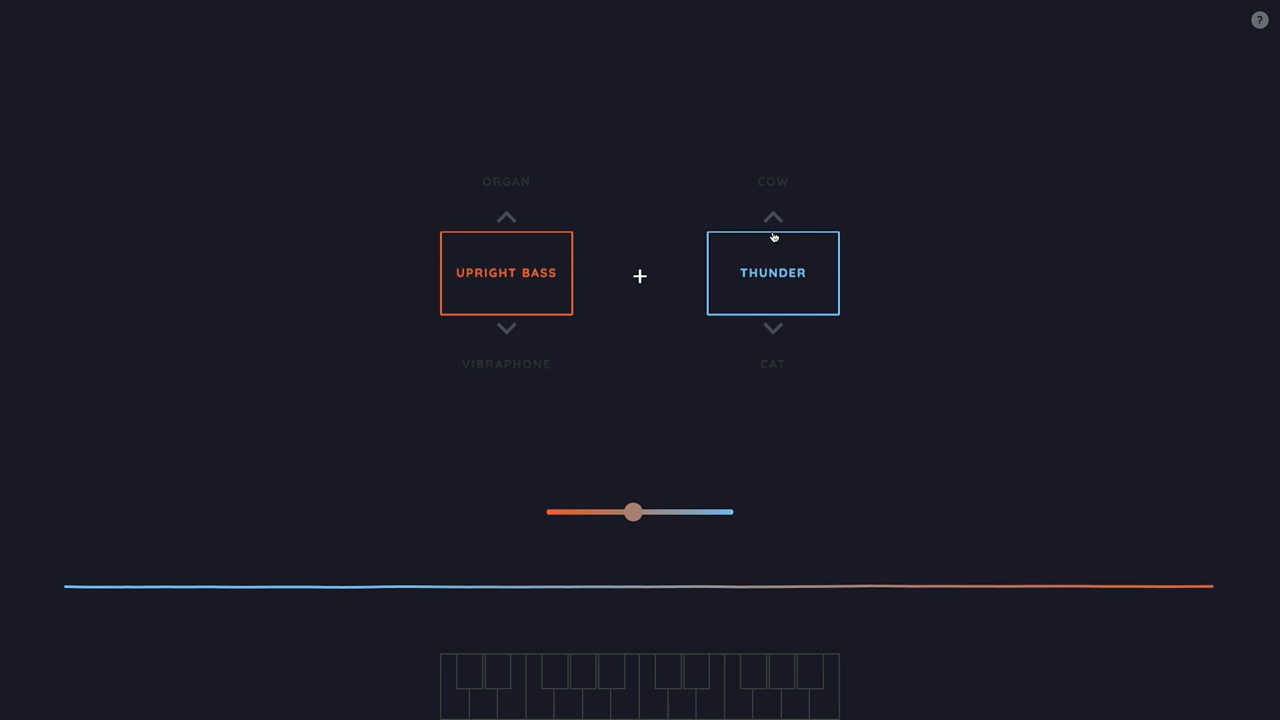 ?
ORGAN
COW
UPRIGHT BASS
+
THUNDER
VIBRAPHONE
CAT